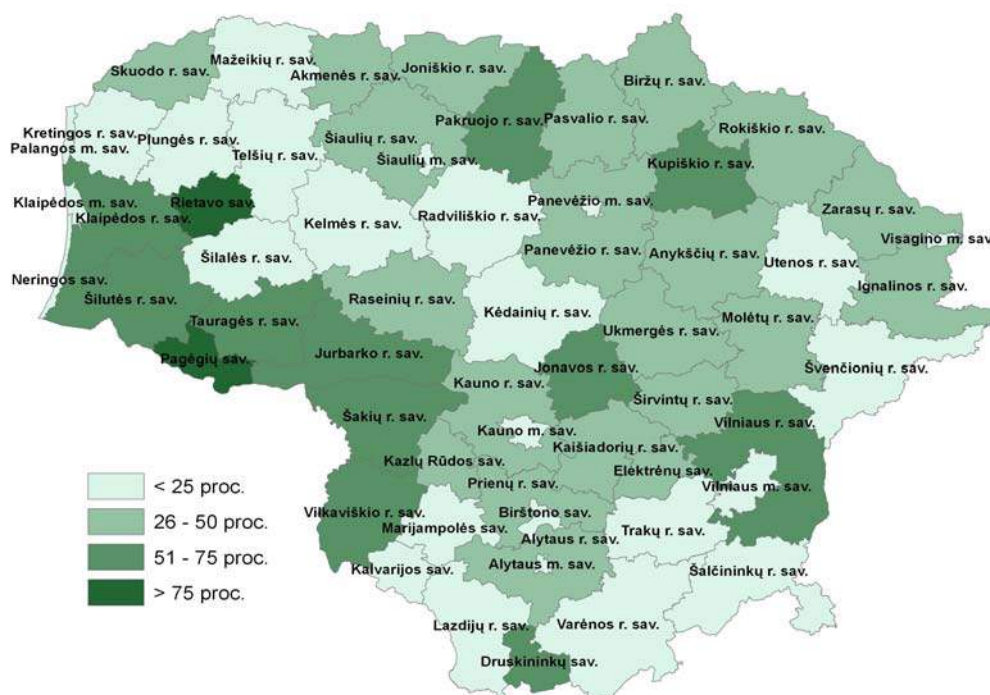 Mažeikių r. sav.
Skuodo r. sav.
Akmenės r. sav.
Joniškio r. sav.
Biržų r. sav.
Kretingos r. sav.
Palangos m. sav.
Plungės r. sav.
Telšių r. sav.
Šiaulių r. sav.
Šiaulių m. sav.
Pakruojo r. sav.
Pasvalio r. sav.
Rokiškio r. sav.
Kupiškio r. sav.
Klaipėdos m. sav.
Klaipėdos r. sav.
Rietavo sav.
Kelmės r. sav.
Radviliškio r. sav.
Panevėžio m. sav.
Zarasų r. sav.
Visagino m. sav.
Šilalės r. sav.
Panevėžio r. sav.
Anykščių r. sav.
Utenos r. sav.
Ignalinos r. sav.
Neringos sav.
Šilutės r. sav.
Tauragės r. sav.
Raseinių r. sav.
Kėdainių r. sav.
Ukmergės r. sav.
Molėtų r. sav.
Pagėgių sav.
Jurbarko r. sav.
Jonavos r. sav.
Švenčionių r. sav.
Kauno r. sav.
Širvintų r. sav.
Šakių r. sav.
Kauno m. sav.
Kaišiadorių r. sav.
Vilniaus r. sav.
Kazlų Rūdos sav.
Prienų r. sav.
Elektrėnų sav.
Vilniaus m. sav.
Vilkaviškio r. sav.
Marijampolės sav.
Birštono sav.
Alytaus r. sav.
Trakų r. sav.
Kalvarijos sav.
Alytaus m. sav.
Šalčininkų r. sav.
Lazdijų r. sav.
Varėnos r. sav.
Druskininkų sav.
< 25 proc.
26 - 50 proc.
51 - 75 proc.
> 75 proc.